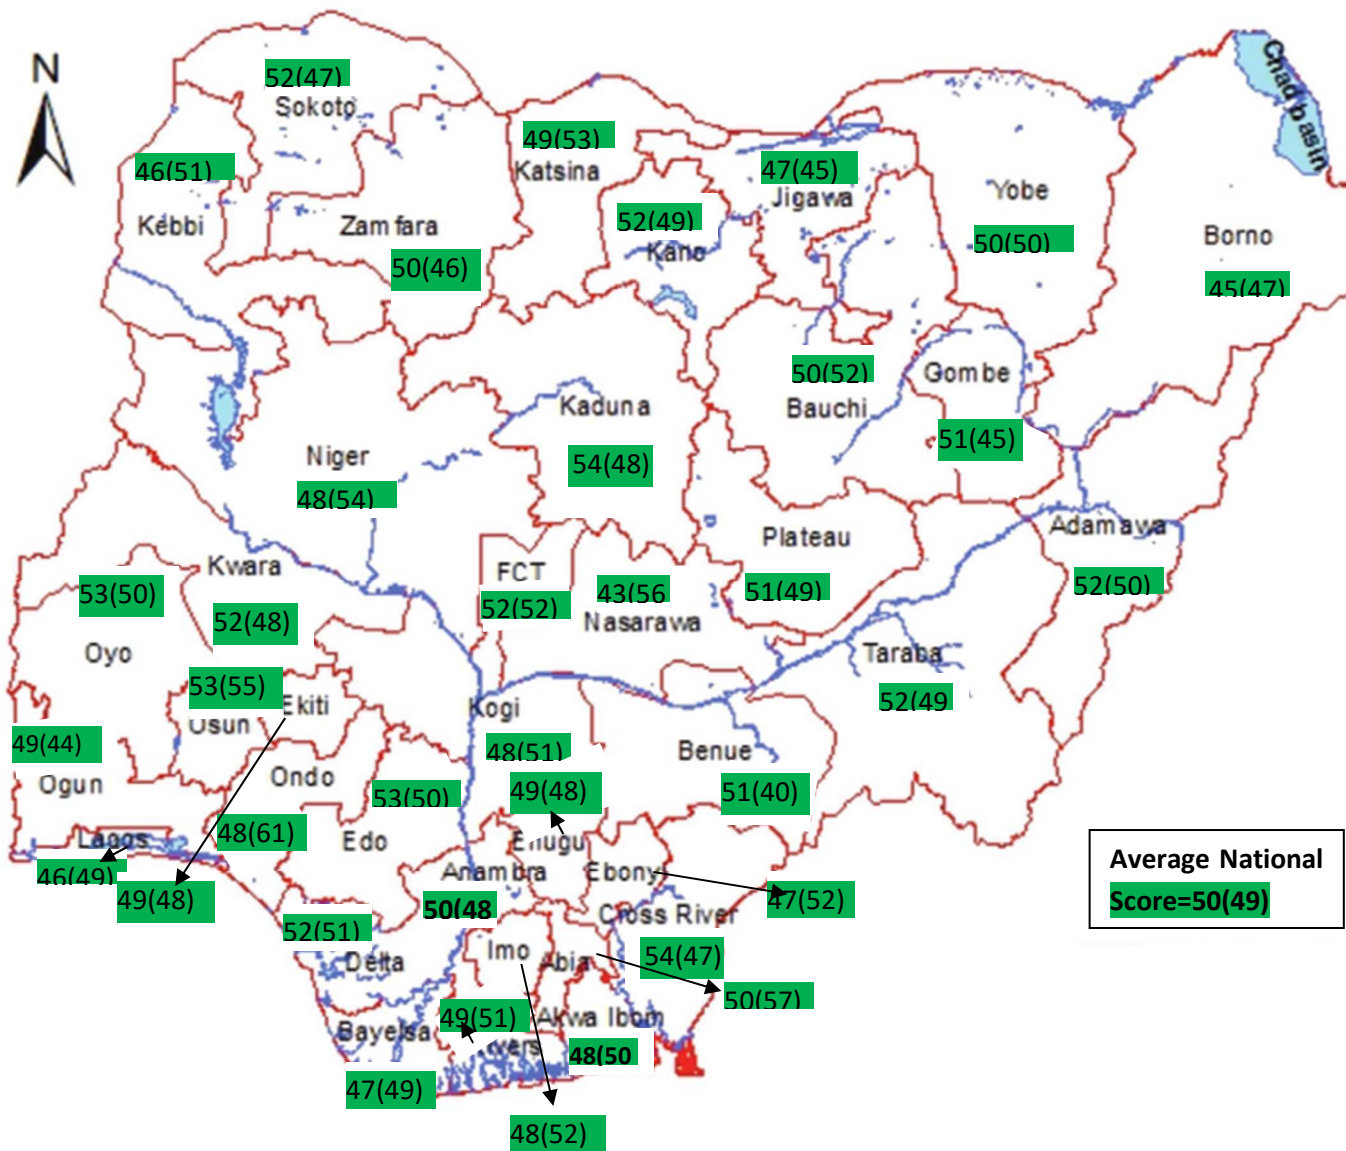 N
52(47)
Sokoto
Chad basin
49(53)
Katsina
46(51)
47(45)
Jigawa
Yobe
Kebbi
Zamfara
52(49)
Kano
50(50)
Borno
50(46)
45(47)
50(52)
Gombe
Kaduna
Bauchi
51(45)
Niger
54(48)
48(54)
Plateau
Adamawa
Kwara
FCT
53(50)
43(56
51(49)
52(50)
52(52)
52(48)
Nasarawa
Oyo
Taraba
53(55)
52(49
Ekiti
Kogi
Osun
49(44)
48(51)
Benue
Ogun
Ondo
53(50)
49(48)
51(40)
48(61)
Lagos
Edo
Enugu
46(49)
Anambra
Ebony
49(48)
50(48
47(52)
Cross River
52(51)
Imo
Abia
54(47)
Delta
50(57)
49(51)
Akwa Ibom
Bayelsa
48(50
47(49)
48(52)
Average National
Score=50(49)